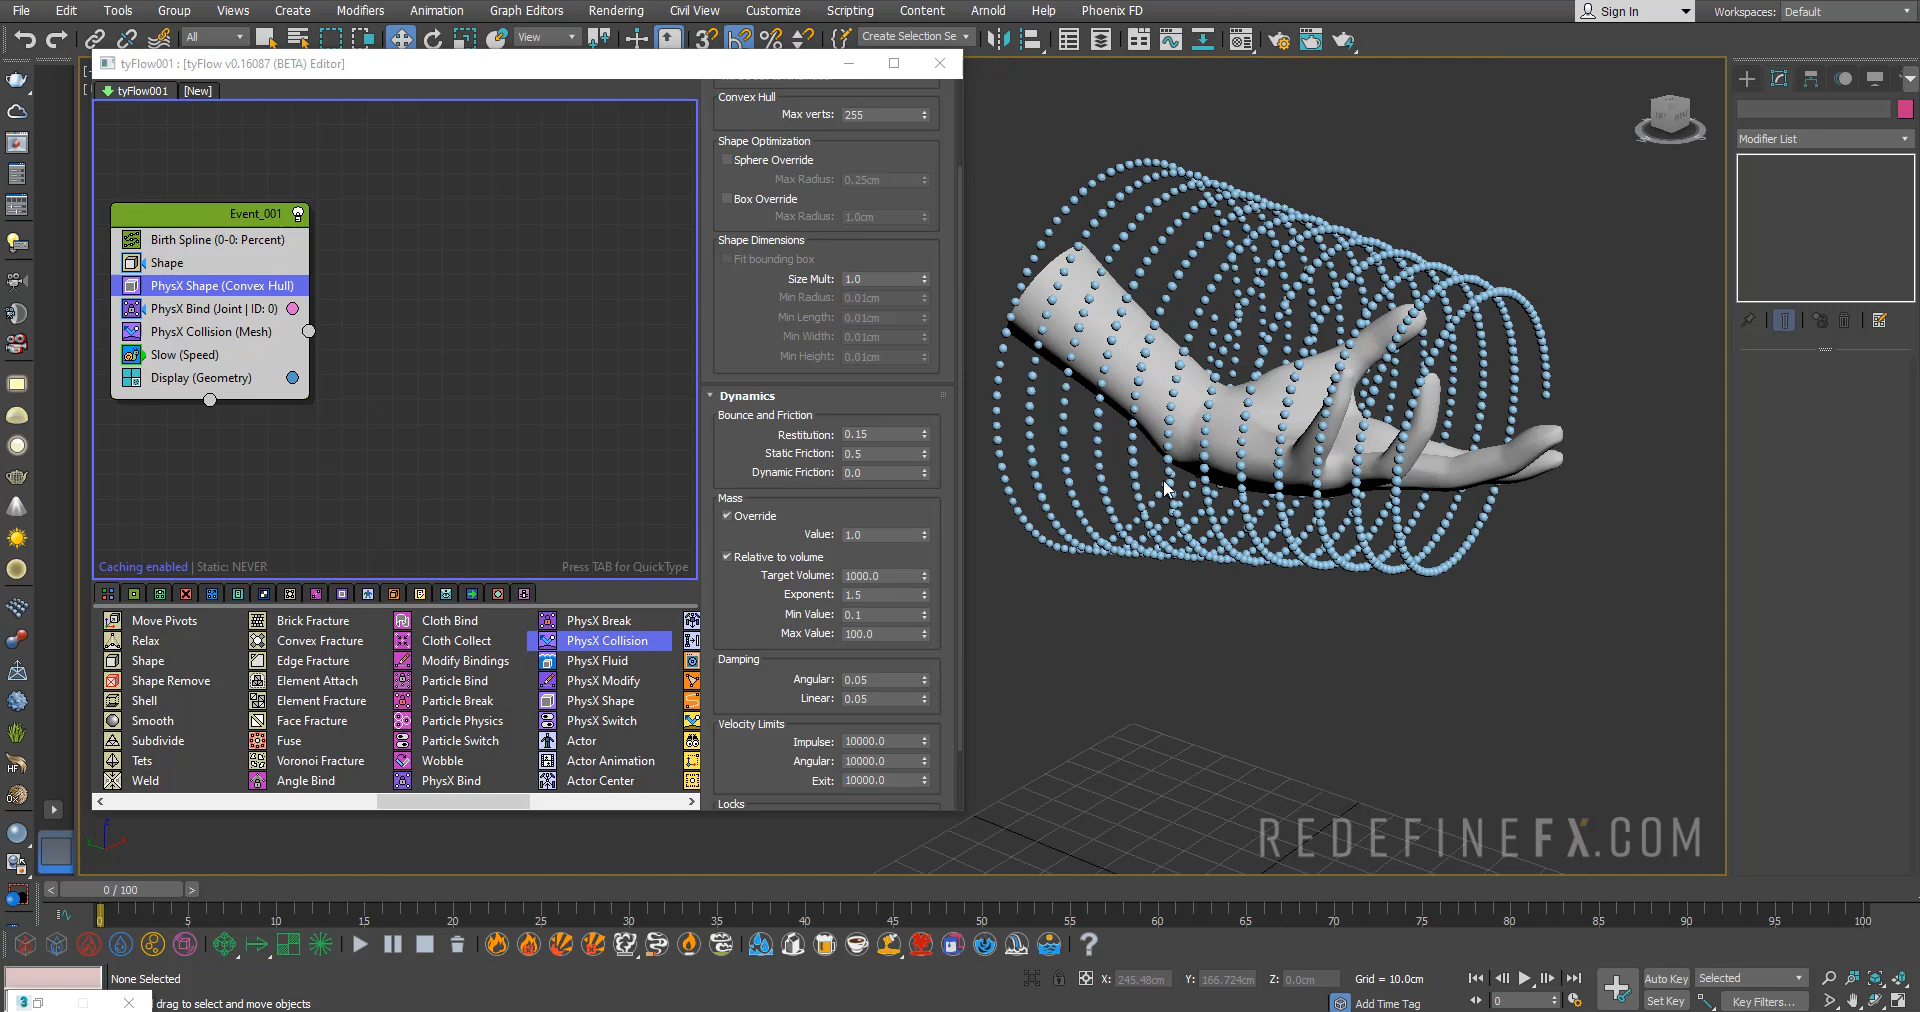 File Edit Tools Group Views Create Modifiers Animation Graph Editors Rendering Civil View Customize Scripting Content Arnold Help Phoenix FD
Sign In
Workspaces: Default
All
View
Create Selection Se
tyFlow001 : [tyFlow v0.16087 (BETA) Editor]
tyFlow001 [New]
Event_001
Birth Spline (0-0: Percent)
Shape
PhysX Shape (Convex Hull)
PhysX Bind (Joint | ID: 0)
PhysX Collision (Mesh)
Slow (Speed)
Display (Geometry)
Caching enabled | Static: NEVER
Press TAB for QuickType
Convex Hull
Max verts: 255
Shape Optimization
Sphere Override
Max Radius: 0.25cm
Box Override
Max Radius: 1.0cm
Shape Dimensions
Fit bounding box
Size Mult: 1.0
Min Radius: 0.01cm
Min Length: 0.01cm
Min Width: 0.01cm
Min Height: 0.01cm
Dynamics
Bounce and Friction
Restitution: 0.15
Static Friction: 0.5
Dynamic Friction: 0.0
Mass
Override
Value: 1.0
Relative to volume
Target Volume: 1000.0
Exponent: 1.5
Min Value: 0.1
Max Value: 100.0
Damping
Angular: 0.05
Linear: 0.05
Velocity Limits
Impulse: 10000.0
Angular: 10000.0
Exit: 10000.0
Locks
Move Pivots Brick Fracture Cloth Bind PhysX Break
Relax Convex Fracture Cloth Collect PhysX Collision
Shape Edge Fracture Modify Bindings PhysX Fluid
Shape Remove Element Attach Particle Bind PhysX Modify
Shell Element Fracture Particle Break PhysX Shape
Smooth Face Fracture Particle Physics PhysX Switch
Subdivide Fuse Particle Switch Actor
Tets Voronoi Fracture Wobble Actor Animation
Weld Angle Bind PhysX Bind Actor Center
Modifier List
REDEFINEFX.COM
0 / 100
0 5 10 15 20 25 30 35 40 45 50 55 60 65 70 75 80 85 90 95 100
None Selected
X: 245.48cm Y: 166.724cm Z: 0.0cm Grid = 10.0cm
Auto Key Selected
drag to select and move objects
Add Time Tag
0
Set Key Key Filters...